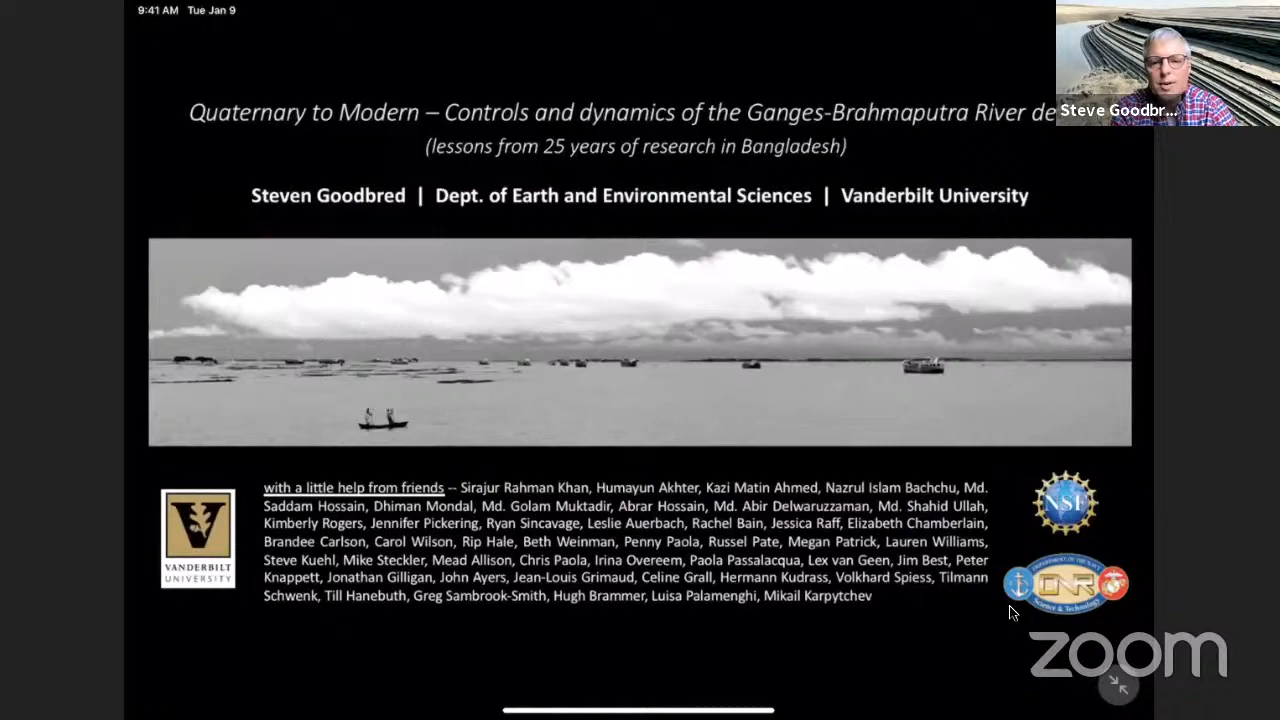 9:41 AM Tue Jan 9
Steve Goodbr...
Quaternary to Modern – Controls and dynamics of the Ganges-Brahmaputra River de
(lessons from 25 years of research in Bangladesh)
Steven Goodbred | Dept. of Earth and Environmental Sciences | Vanderbilt University
with a little help from friends -- Sirajur Rahman Khan, Humayun Akhter, Kazi Matin Ahmed, Nazrul Islam Bachchu, Md.
Saddam Hossain, Dhiman Mondal, Md. Golam Muktadir, Abrar Hossain, Md. Abir Delwaruzzaman, Md. Shahid Ullah,
Kimberly Rogers, Jennifer Pickering, Ryan Sincavage, Leslie Auerbach, Rachel Bain, Jessica Raff, Elizabeth Chamberlain,
Brandee Carlson, Carol Wilson, Rip Hale, Beth Weinman, Penny Paola, Russel Pate, Megan Patrick, Lauren Williams,
Steve Kuehl, Mike Steckler, Mead Allison, Chris Paola, Irina Overeem, Paola Passalacqua, Lex van Geen, Jim Best, Peter
Knappett, Jonathan Gilligan, John Ayers, Jean-Louis Grimaud, Celine Grall, Hermann Kudrass, Volkhard Spiess, Tilmann
Schwenk, Till Hanebuth, Greg Sambrook-Smith, Hugh Brammer, Luisa Palamenghi, Mikail Karpytchev
V
VANDERBILT
UNIVERSITY
NSF
DEPARTMENT OF THE NAVY
ONR
Science & Technology
zoom